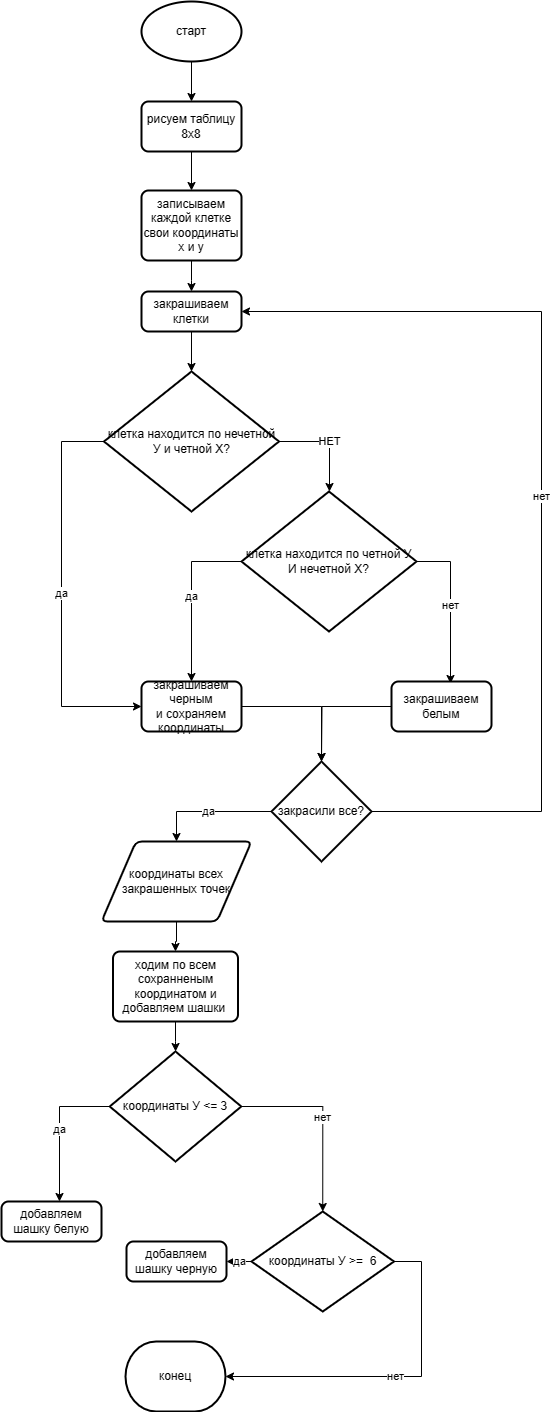 старт
рисуем таблицу
8x8
записываем
каждой клетке
свои координаты
x и y
закрашиваем
клетки
клетка находится по нечетной
У и четной X?
НЕТ
нет
клетка находится по четной У
И нечетной X?
да
да
нет
закрашиваем
черным
и сохраняем
координаты
закрашиваем
белым
закрасили все?
да
координаты всех
закрашенных точек
ходим по всем
сохранненым
координатом и
добавляем шашки
координаты У <= 3
да
нет
добавляем
шашку белую
добавляем
шашку черную
да
координаты У >= 6
конец
нет